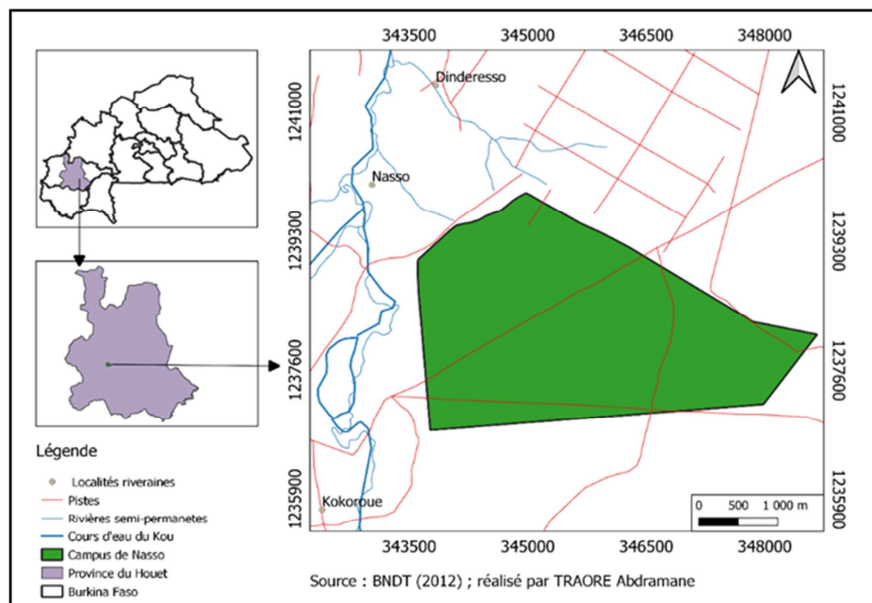 343500 345000 346500 348000
Dinderesso
1241000
1241000
Nasso
1239300
1239300
1237600
1237600
Légende
Localités riveraines
Pistes
Rivières semi-permanetes
Cours d'eau du Kou
Campus de Nasso
Province du Houet
Burkina Faso
1235900
1235900
Kokoroue
0 500 1 000 m
343500 345000 346500 348000
Source : BNDT (2012) ; réalisé par TRAORE Abdramane